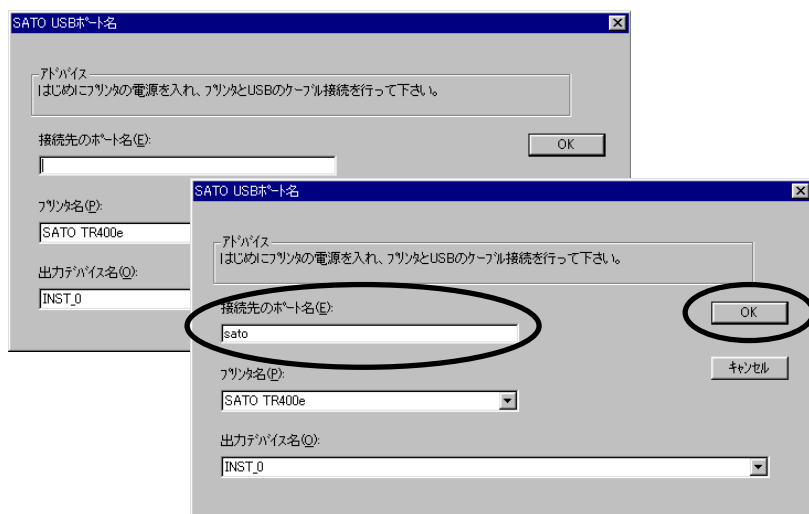 SATO USBﾎﾟｰﾄ名
ｱﾄﾞﾊﾞｲｽ
はじめにﾌﾟﾘﾝﾀの電源を入れ、ﾌﾟﾘﾝﾀとUSBのｹｰﾌﾞﾙ接続を行って下さい。
接続先のﾎﾟｰﾄ名(E):
OK
ﾌﾟﾘﾝﾀ名(P):
SATO TR400e
出力ﾃﾞﾊﾞｲｽ名(O):
INST_0
SATO USBﾎﾟｰﾄ名
ｱﾄﾞﾊﾞｲｽ
はじめにﾌﾟﾘﾝﾀの電源を入れ、ﾌﾟﾘﾝﾀとUSBのｹｰﾌﾞﾙ接続を行って下さい。
接続先のﾎﾟｰﾄ名(E):
OK
sato
ｷｬﾝｾﾙ
ﾌﾟﾘﾝﾀ名(P):
SATO TR400e
出力ﾃﾞﾊﾞｲｽ名(O):
INST_0